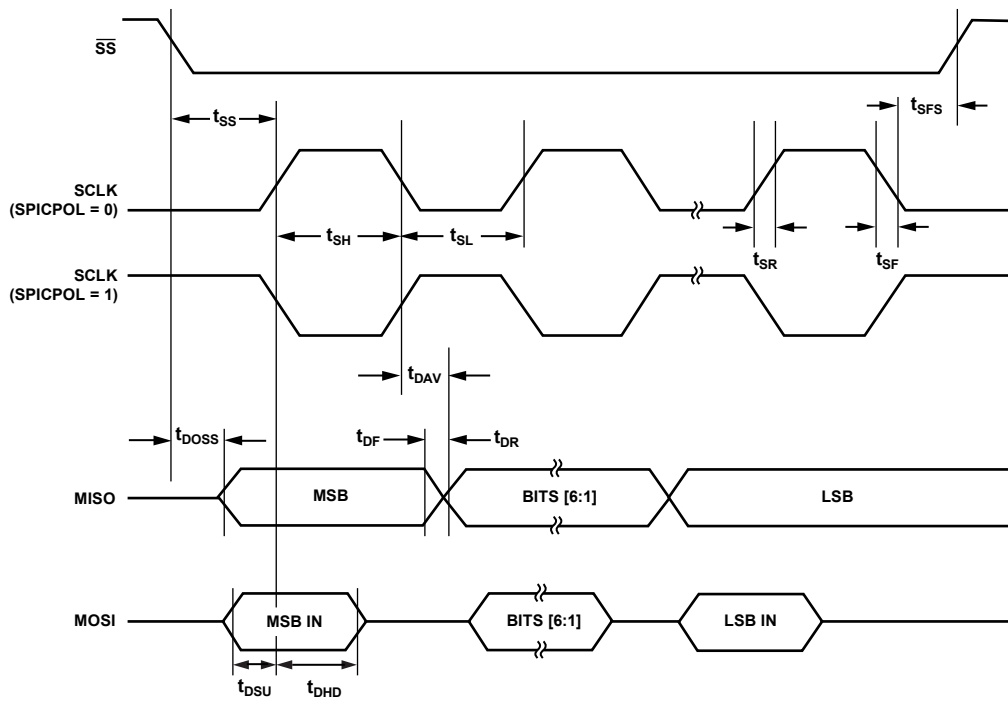 SS
tSS
tSFS
SCLK
(SPICPOL = 0)
tSH
tSL
tSR
tSF
SCLK
(SPICPOL = 1)
tDAV
tDOSS
tDF
tDR
MISO
MSB
BITS [6:1]
LSB
MOSI
MSB IN
BITS [6:1]
LSB IN
tDSU
tDHD